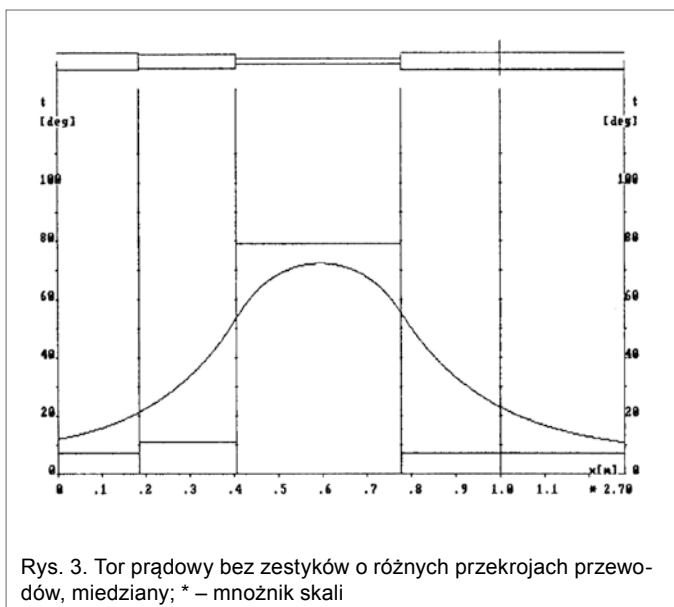 t t
[deg] [deg]
100 100
80 80
60 60
40 40
20 20
0 x[m] 0
0 .1 .2 .3 .4 .5 .6 .7 .8 .9 1.0 1.1 * 2.70
Rys. 3. Tor prądowy bez zestyków o różnych przekrojach przewo-
dów, miedziany; * – mnożnik skali